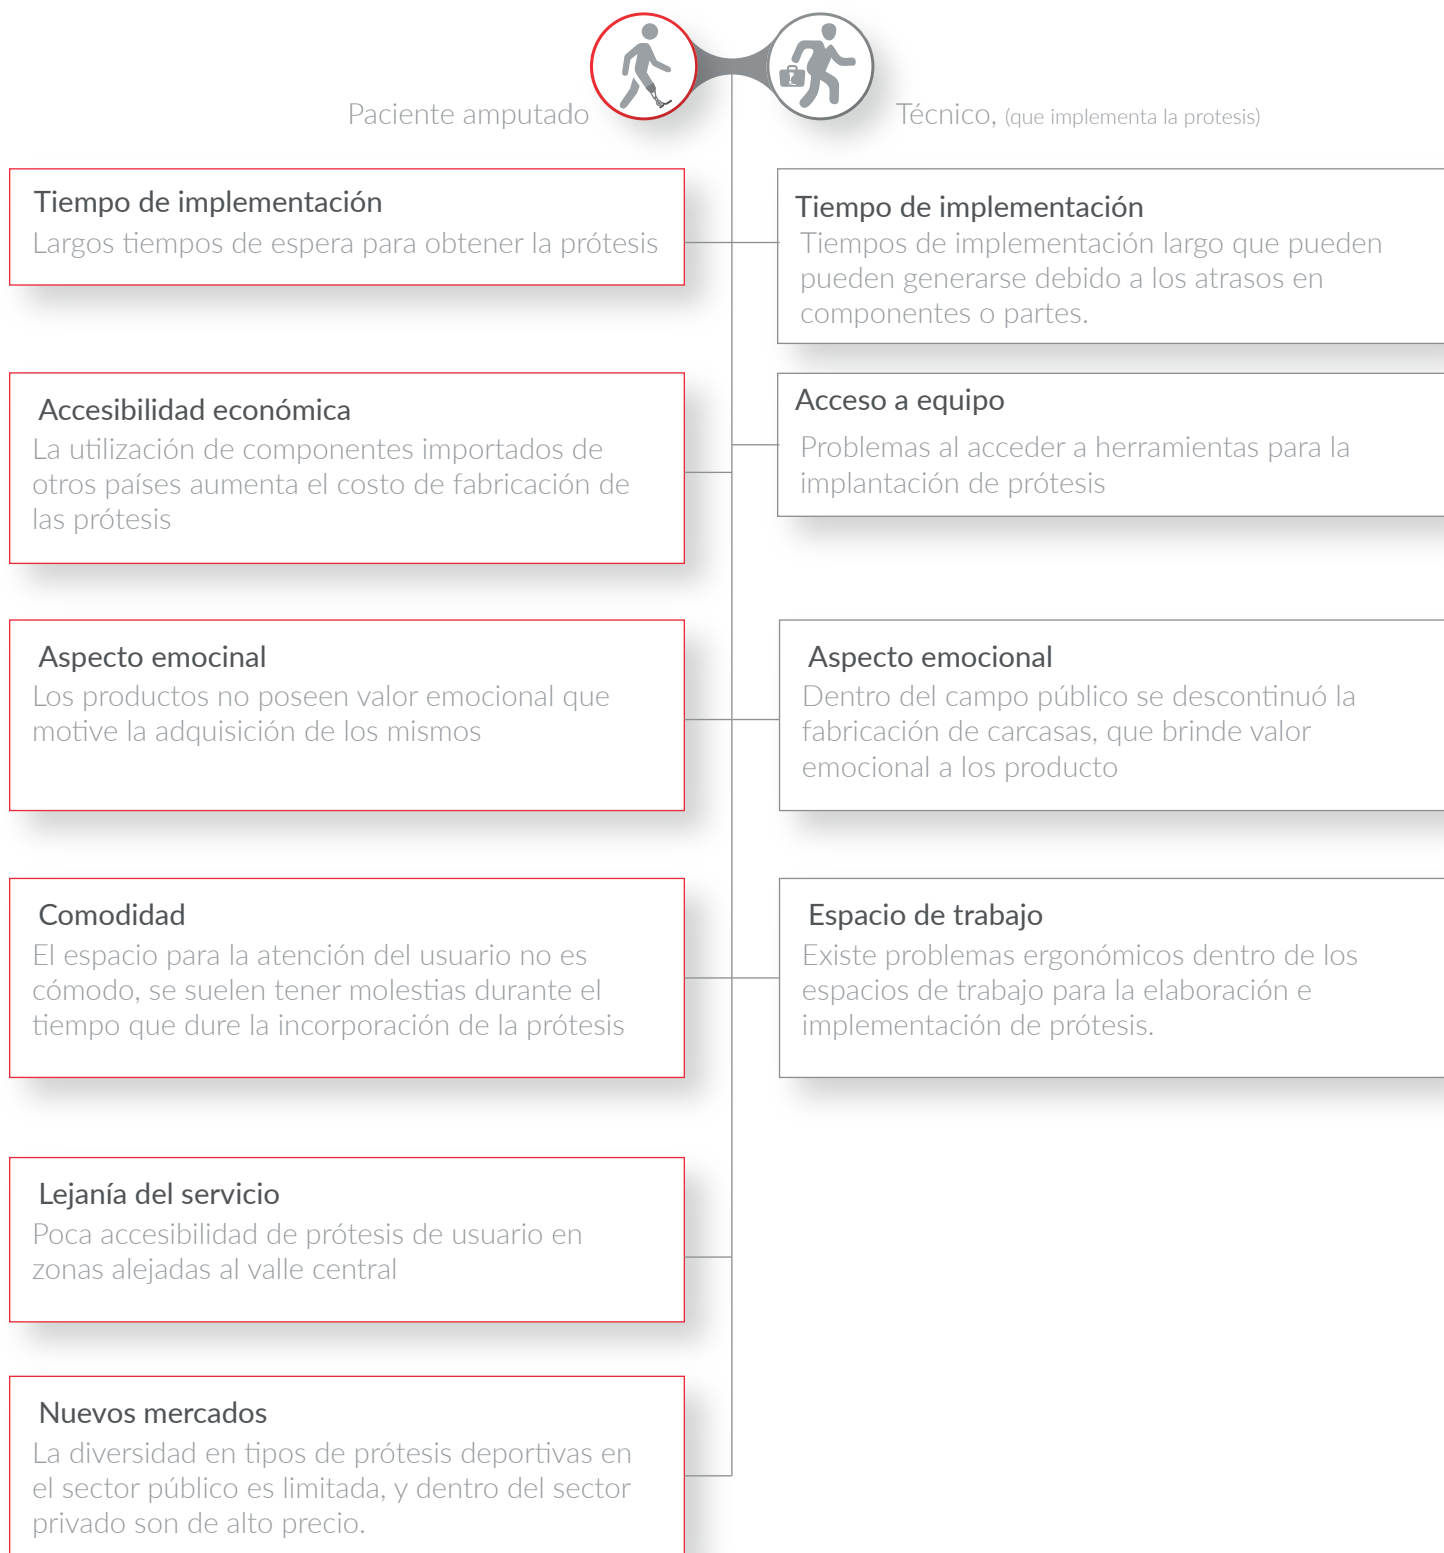 Paciente amputado
Técnico, (que implementa la protesis)
Tiempo de implementación
Largos tiempos de espera para obtener la prótesis
Tiempo de implementación
Tiempos de implementación largo que pueden
pueden generarse debido a los atrasos en
componentes o partes.
Accesibilidad económica
La utilización de componentes importados de
otros países aumenta el costo de fabricación de
las prótesis
Acceso a equipo
Problemas al acceder a herramientas para la
implantación de prótesis
Aspecto emocinal
Los productos no poseen valor emocional que
motive la adquisición de los mismos
Aspecto emocional
Dentro del campo público se descontinuó la
fabricación de carcasas, que brinde valor
emocional a los producto
Comodidad
El espacio para la atención del usuario no es
cómodo, se suelen tener molestias durante el
tiempo que dure la incorporación de la prótesis
Espacio de trabajo
Existe problemas ergonómicos dentro de los
espacios de trabajo para la elaboración e
implementación de prótesis.
Lejanía del servicio
Poca accesibilidad de prótesis de usuario en
zonas alejadas al valle central
Nuevos mercados
La diversidad en tipos de prótesis deportivas en
el sector público es limitada, y dentro del sector
privado son de alto precio.